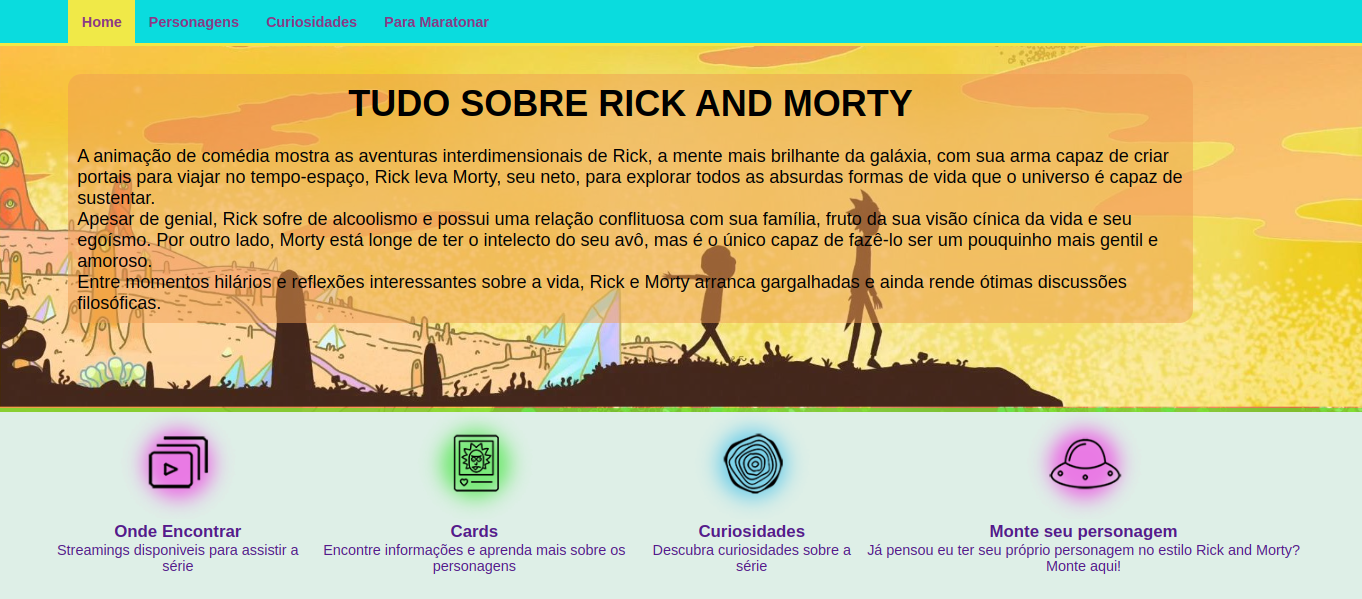 Home Personagens Curiosidades Para Maratonar
TUDO SOBRE RICK AND MORTY
A animação de comédia mostra as aventuras interdimensionais de Rick, a mente mais brilhante da galáxia, com sua arma capaz de criar
portais para viajar no tempo-espaço, Rick leva Morty, seu neto, para explorar todos as absurdas formas de vida que o universo é capaz de
sustentar.
Apesar de genial, Rick sofre de alcoolismo e possui uma relação conflituosa com sua família, fruto da sua visão cínica da vida e seu
egoísmo. Por outro lado, Morty está longe de ter o intelecto do seu avô, mas é o único capaz de fazê-lo ser um pouquinho mais gentil e
amoroso.
Entre momentos hilários e reflexões interessantes sobre a vida, Rick e Morty arranca gargalhadas e ainda rende ótimas discussões
filosóficas.
Onde Encontrar
Streamings disponiveis para assistir a
série
Cards
Encontre informações e aprenda mais sobre os
personagens
Curiosidades
Descubra curiosidades sobre a
série
Monte seu personagem
Já pensou eu ter seu próprio personagem no estilo Rick and Morty?
Monte aqui!